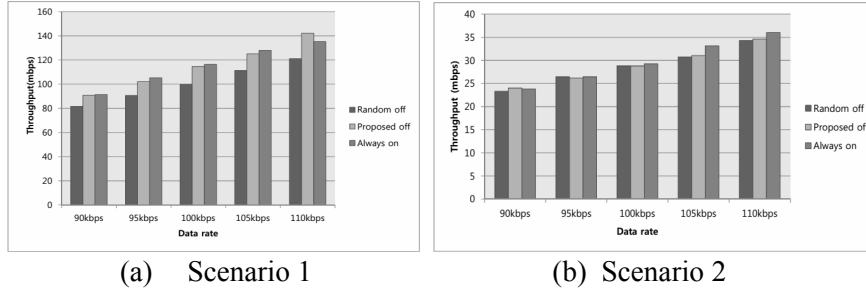 160
140
120
100
80
60
40
20
0
Throughput(mbps)
90kbps 95kbps 100kbps 105kbps 110kbps
Data rate
Random off
Proposed off
Always on
(a) Scenario 1
40
35
30
25
20
15
10
5
0
Throughput (mbps)
90kbps 95kbps 100kbps 105kbps 110kbps
Data rate
Random off
Proposed off
Always on
(b) Scenario 2